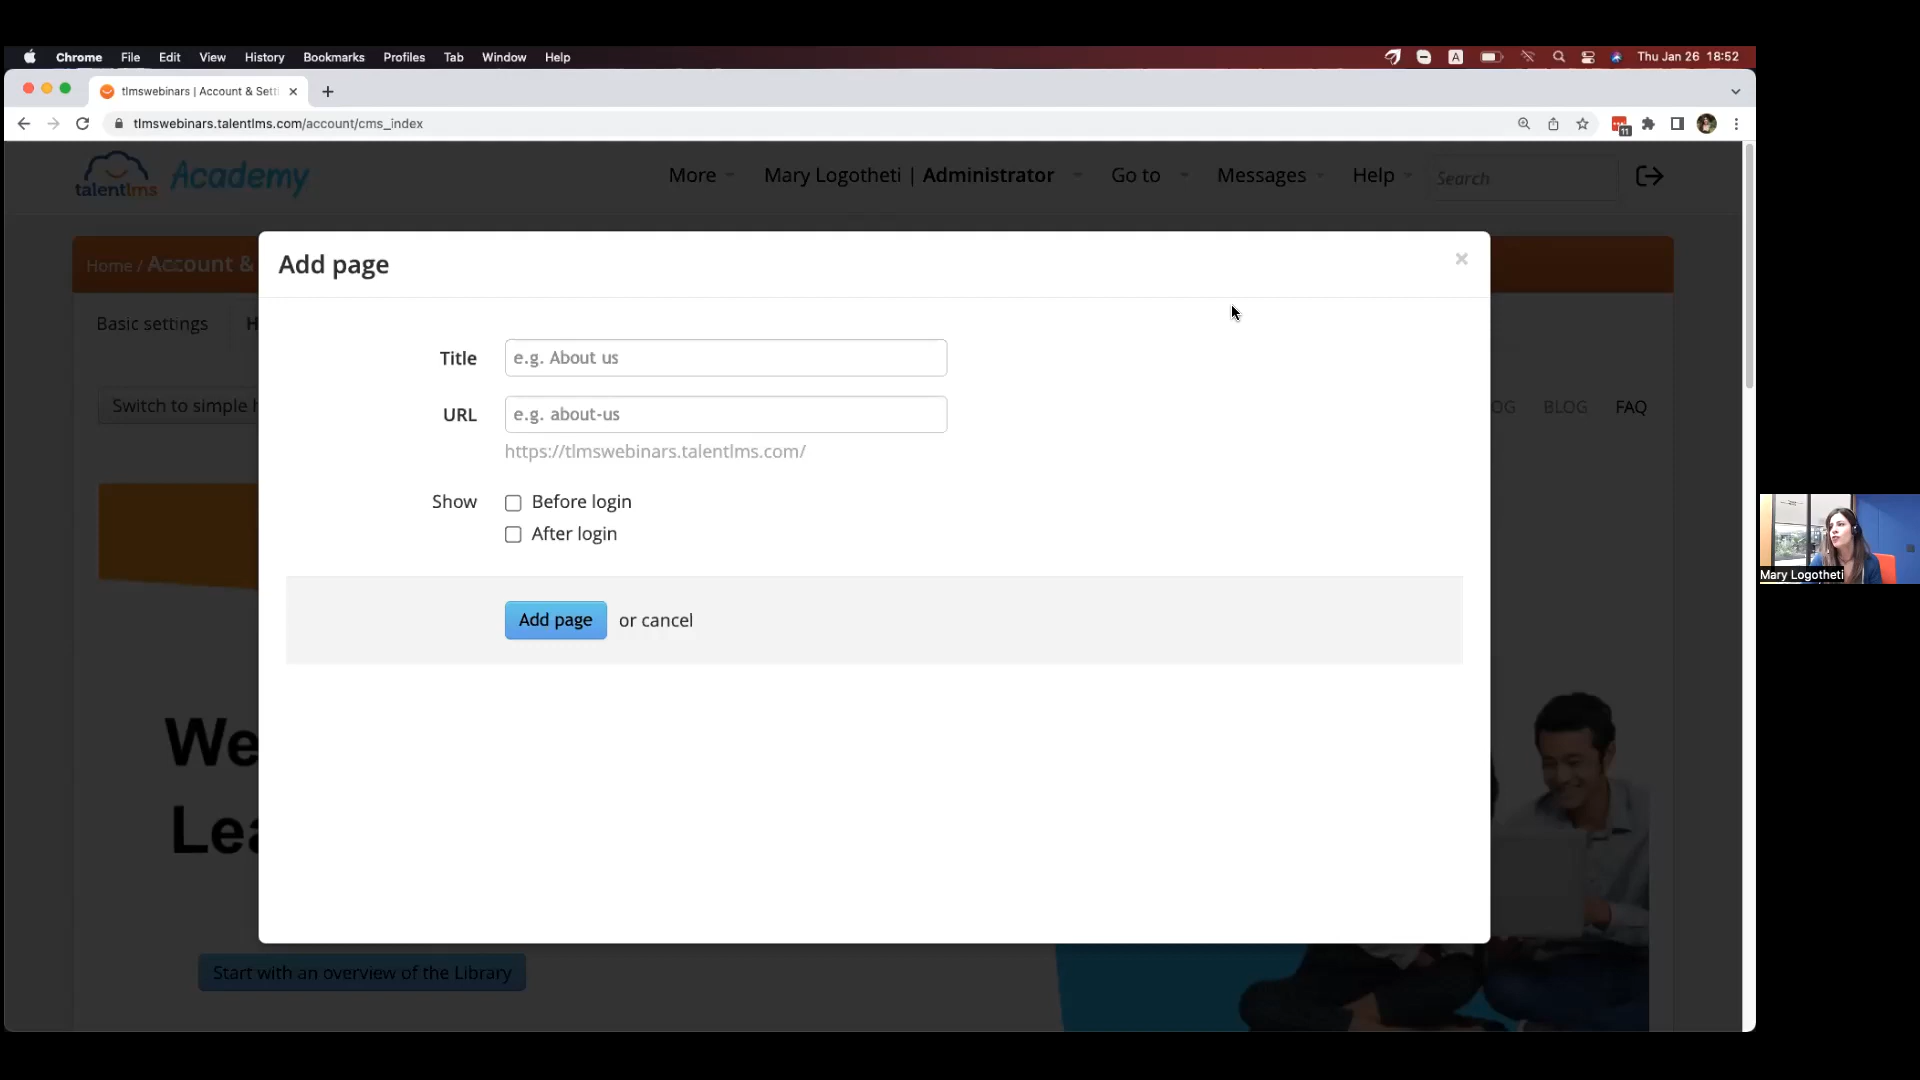 Chrome File Edit View History Bookmarks Profiles Tab Window Help A Thu Jan 26 18:52
tlmswebinars | Account & Setti
tlmswebinars.talentlms.com/account/cms_index
11
talentlms Academy
More Mary Logotheti | Administrator Go to Messages Help Search
Home / Account &
Add page
Basic settings H
Title e.g. About us
Switch to simple h OG BLOG FAQ
URL e.g. about-us
https://tlmswebinars.talentlms.com/
Show Before login
After login
Mary Logotheti
Add page or cancel
We
Lea
Start with an overview of the Library